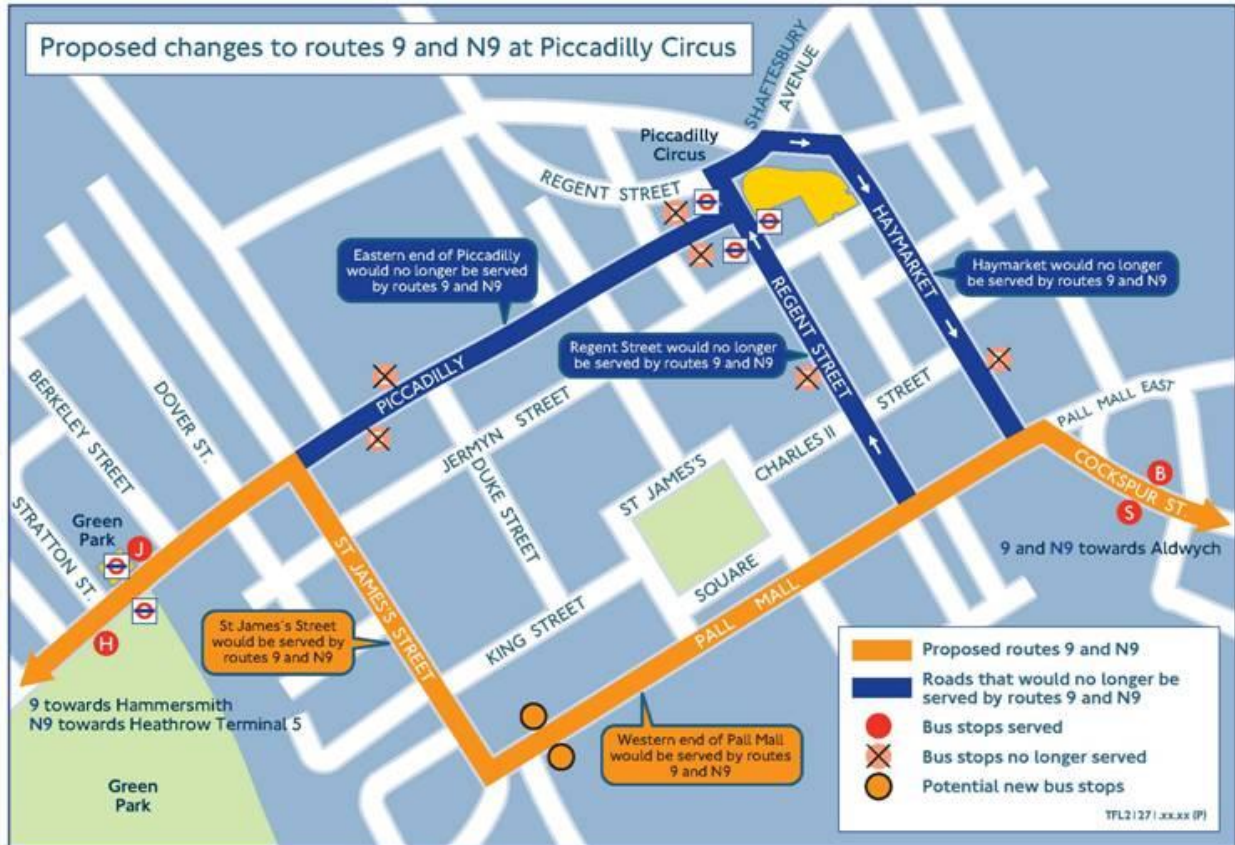 Proposed changes to routes 9 and N9 at Piccadilly Circus
SHAFTESBURY
AVENUE
Piccadilly
Circus
REGENT STREET
Eastern end of Piccadilly
would no longer be served
by routes 9 and N9
HAYMARKET
Haymarket would no longer
be served by routes 9 and N9
REGENT STREET
Regent Street would no longer
be served by routes 9 and N9
PICCADILLY
DOVER ST.
BERKELEY STREET
STRATTON ST.
JERMYN STREET
DUKE STREET
ST JAMES'S
SQUARE
CHARLES II STREET
PALL MALL EAST
COCKSPUR ST.
B
S
9 and N9 towards Aldwych
Green
Park
J
H
ST JAMES'S STREET
KING STREET
PALL MALL
St James's Street
would be served by
routes 9 and N9
9 towards Hammersmith
N9 towards Heathrow Terminal 5
Western end of Pall Mall
would be served by routes
9 and N9
Green
Park
Proposed routes 9 and N9
Roads that would no longer be
served by routes 9 and N9
Bus stops served
Bus stops no longer served
Potential new bus stops
TFL21271.xx.xx (P)